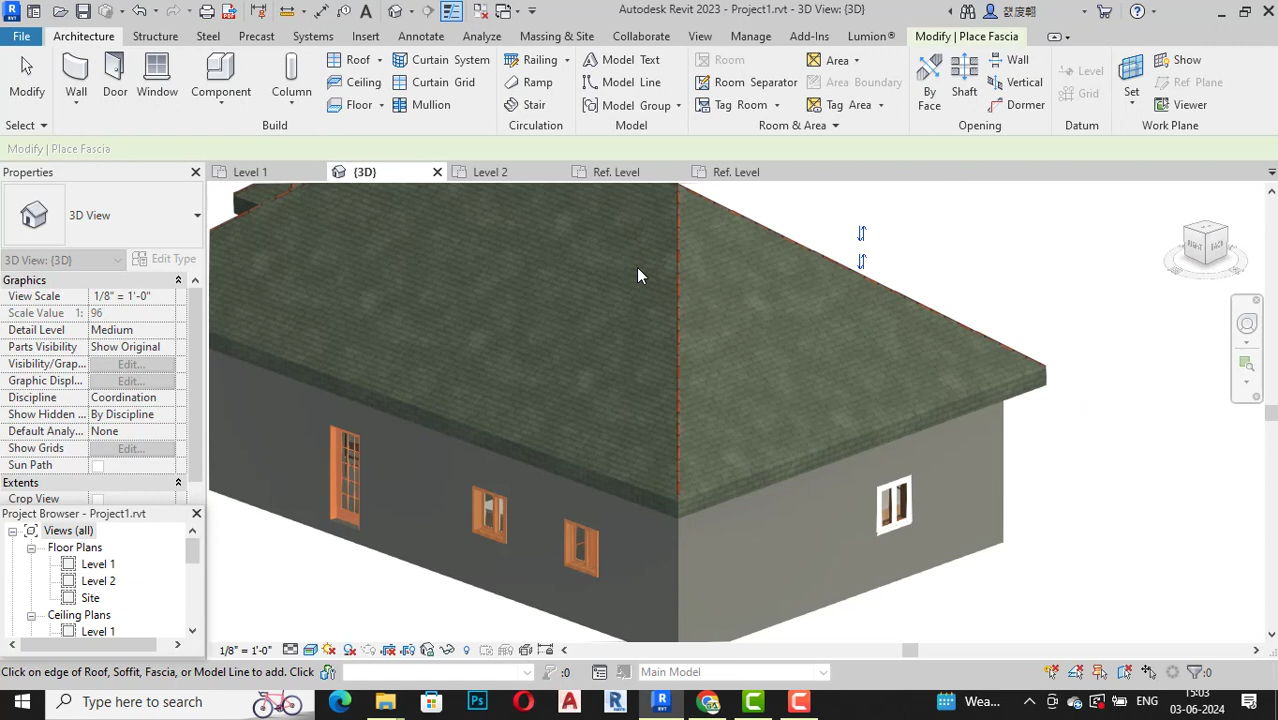 Autodesk Revit 2023 - Project1.rvt - 3D View: {3D}
File Architecture Structure Steel Precast Systems Insert Annotate Analyze Massing & Site Collaborate View Manage Add-Ins Lumion® Modify | Place Fascia
Modify Wall Door Window Component Column
Roof Curtain System
Ceiling Curtain Grid
Floor Mullion
Railing
Ramp
Stair
Model Text
Model Line
Model Group
Room Area
Room Separator Area Boundary
Tag Room Tag Area
By Face Shaft
Wall
Vertical
Dormer
Level
Grid
Set
Show
Ref Plane
Viewer
Select Build Circulation Model Room & Area Opening Datum Work Plane
Modify | Place Fascia
Properties
Level 1 {3D} Level 2 Ref. Level Ref. Level
3D View
3D View: {3D} Edit Type
Graphics
View Scale 1/8" = 1'-0"
Scale Value 1: 96
Detail Level Medium
Parts Visibility Show Original
Visibility/Grap... Edit...
Graphic Displ... Edit...
Discipline Coordination
Show Hidden ... By Discipline
Default Analy... None
Show Grids Edit...
Sun Path
Extents
Crop View
RIGHT BACK
Project Browser - Project1.rvt
Views (all)
Floor Plans
Level 1
Level 2
Site
Ceiling Plans
Level 1
1/8" = 1'-0"
Click on edge of Roof, Soffit, Fascia, or Model Line to add. Click :0 Main Model :0
Type here to search
Ps
A
R
RVT
Wea...
ENG
15:03
03-06-2024